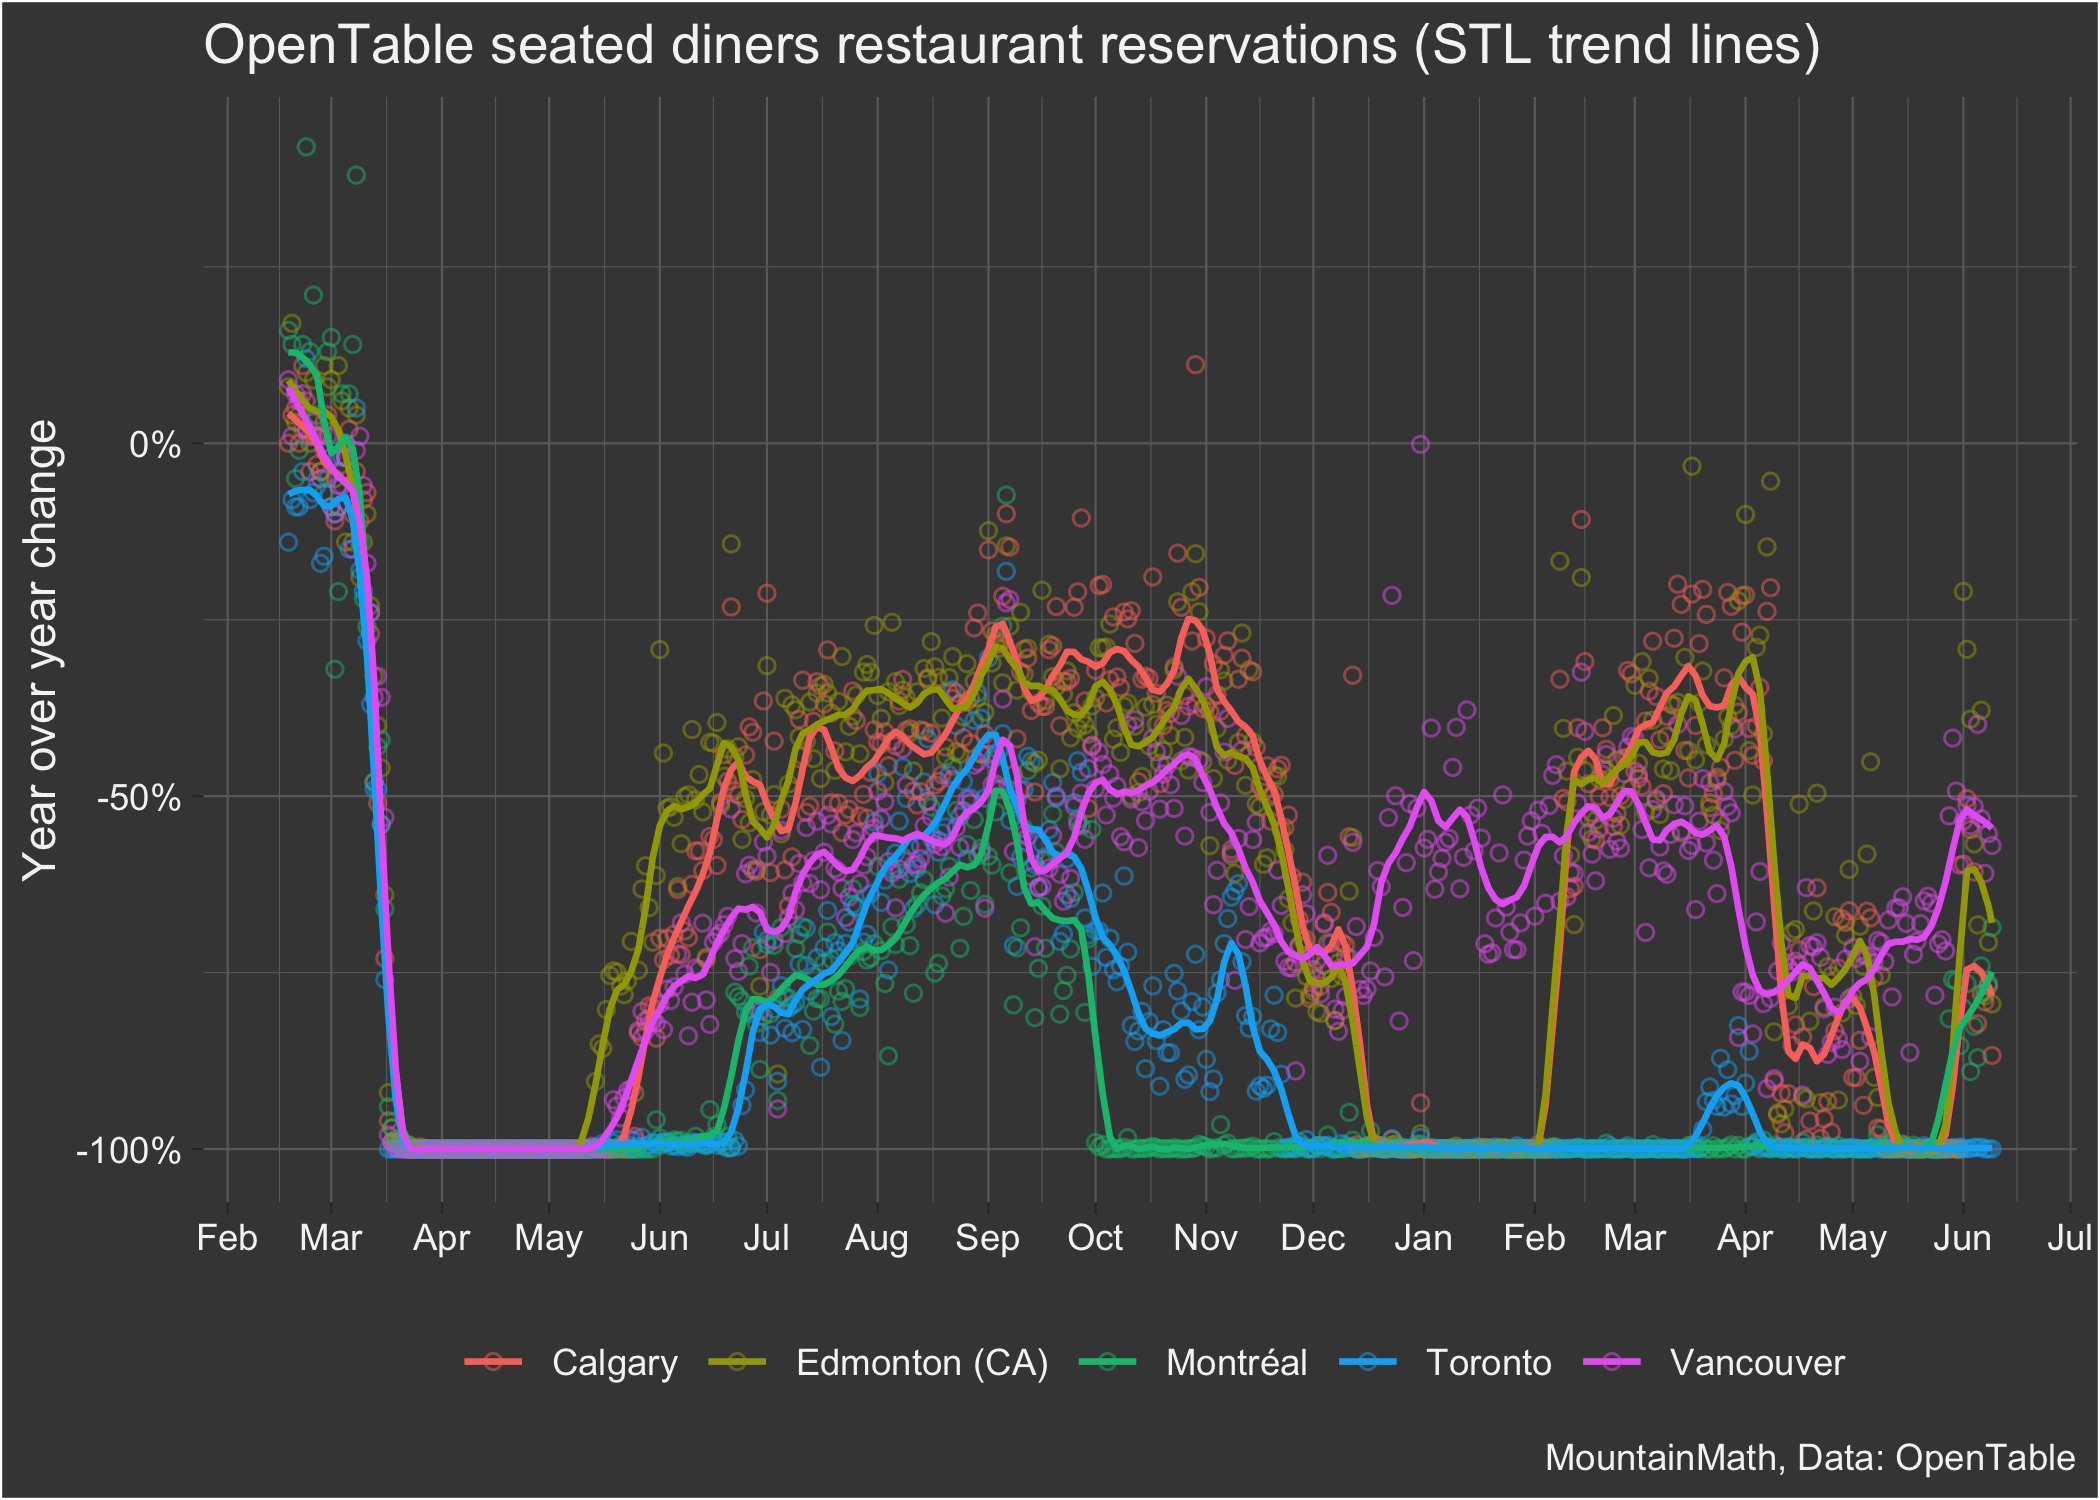 OpenTable seated diners restaurant reservations (STL trend lines)
Year over year change
0%
-50%
-100%
Feb Mar Apr May Jun Jul Aug Sep Oct Nov Dec Jan Feb Mar Apr May Jun Jul
Calgary Edmonton (CA) Montréal Toronto Vancouver
MountainMath, Data: OpenTable